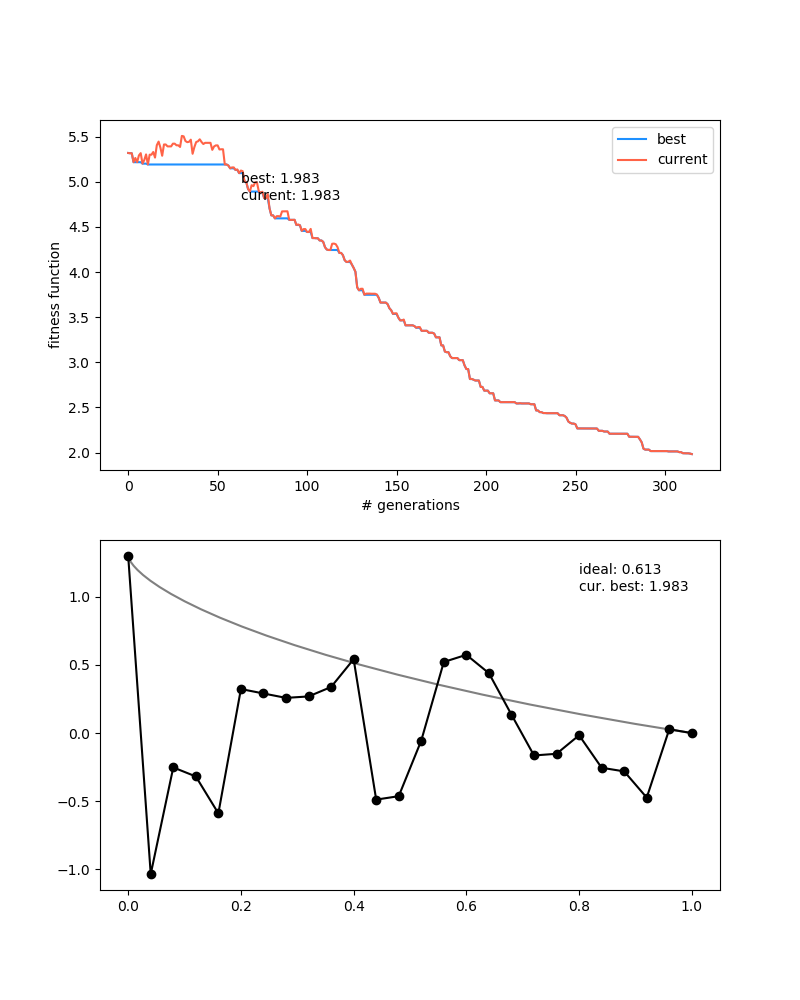 5.5
5.0
4.5
4.0
3.5
3.0
2.5
2.0
fitness function
best
current
best: 1.983
current: 1.983
0 50 100 150 200 250 300
# generations
1.0
0.5
0.0
−0.5
−1.0
ideal: 0.613
cur. best: 1.983
0.0 0.2 0.4 0.6 0.8 1.0